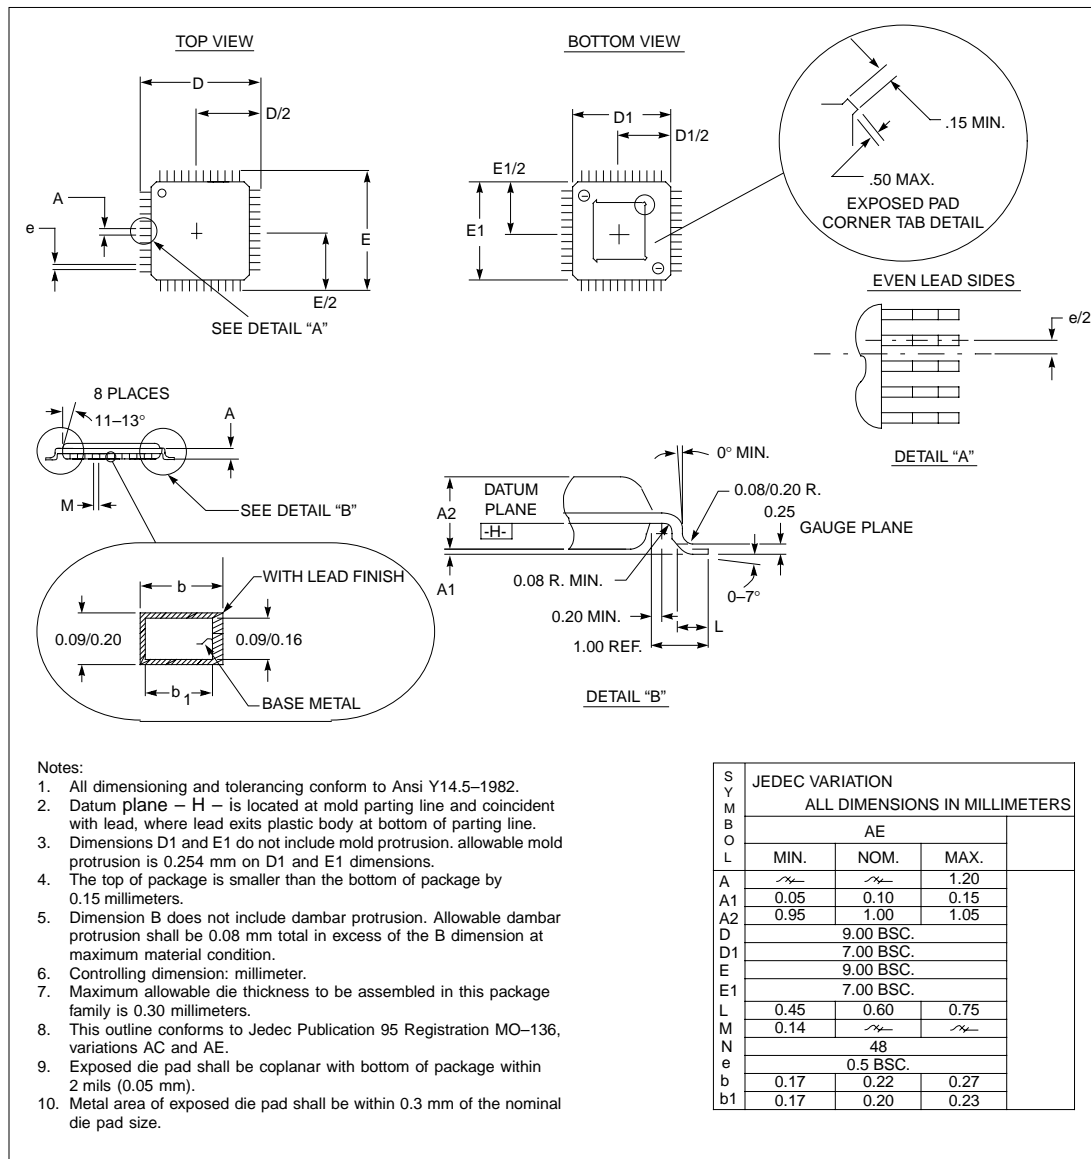 TOP VIEW
BOTTOM VIEW
D
D/2
A
e
E
E/2
SEE DETAIL “A”
D1
D1/2
E1/2
E1
.15 MIN.
.50 MAX.
EXPOSED PAD
CORNER TAB DETAIL
EVEN LEAD SIDES
e/2
DETAIL “A”
8 PLACES
11–13°
A
M
SEE DETAIL “B”
b
WITH LEAD FINISH
0.09/0.20
0.09/0.16
b1
BASE METAL
0° MIN.
DATUM
PLANE
-H-
A2
A1
0.08/0.20 R.
0.25
GAUGE PLANE
0.08 R. MIN.
0–7°
0.20 MIN.
L
1.00 REF.
DETAIL “B”
Notes:
1. All dimensioning and tolerancing conform to Ansi Y14.5–1982.
2. Datum plane – H – is located at mold parting line and coincident
with lead, where lead exits plastic body at bottom of parting line.
3. Dimensions D1 and E1 do not include mold protrusion. allowable mold
protrusion is 0.254 mm on D1 and E1 dimensions.
4. The top of package is smaller than the bottom of package by
0.15 millimeters.
5. Dimension B does not include dambar protrusion. Allowable dambar
protrusion shall be 0.08 mm total in excess of the B dimension at
maximum material condition.
6. Controlling dimension: millimeter.
7. Maximum allowable die thickness to be assembled in this package
family is 0.30 millimeters.
8. This outline conforms to Jedec Publication 95 Registration MO–136,
variations AC and AE.
9. Exposed die pad shall be coplanar with bottom of package within
2 mils (0.05 mm).
10. Metal area of exposed die pad shall be within 0.3 mm of the nominal
die pad size.
SYMBOL
JEDEC VARIATION
ALL DIMENSIONS IN MILLIMETERS
AE
MIN. NOM. MAX.
A 1.20
A1 0.05 0.10 0.15
A2 0.95 1.00 1.05
D 9.00 BSC.
D1 7.00 BSC.
E 9.00 BSC.
E1 7.00 BSC.
L 0.45 0.60 0.75
M 0.14
N 48
e 0.5 BSC.
b 0.17 0.22 0.27
b1 0.17 0.20 0.23